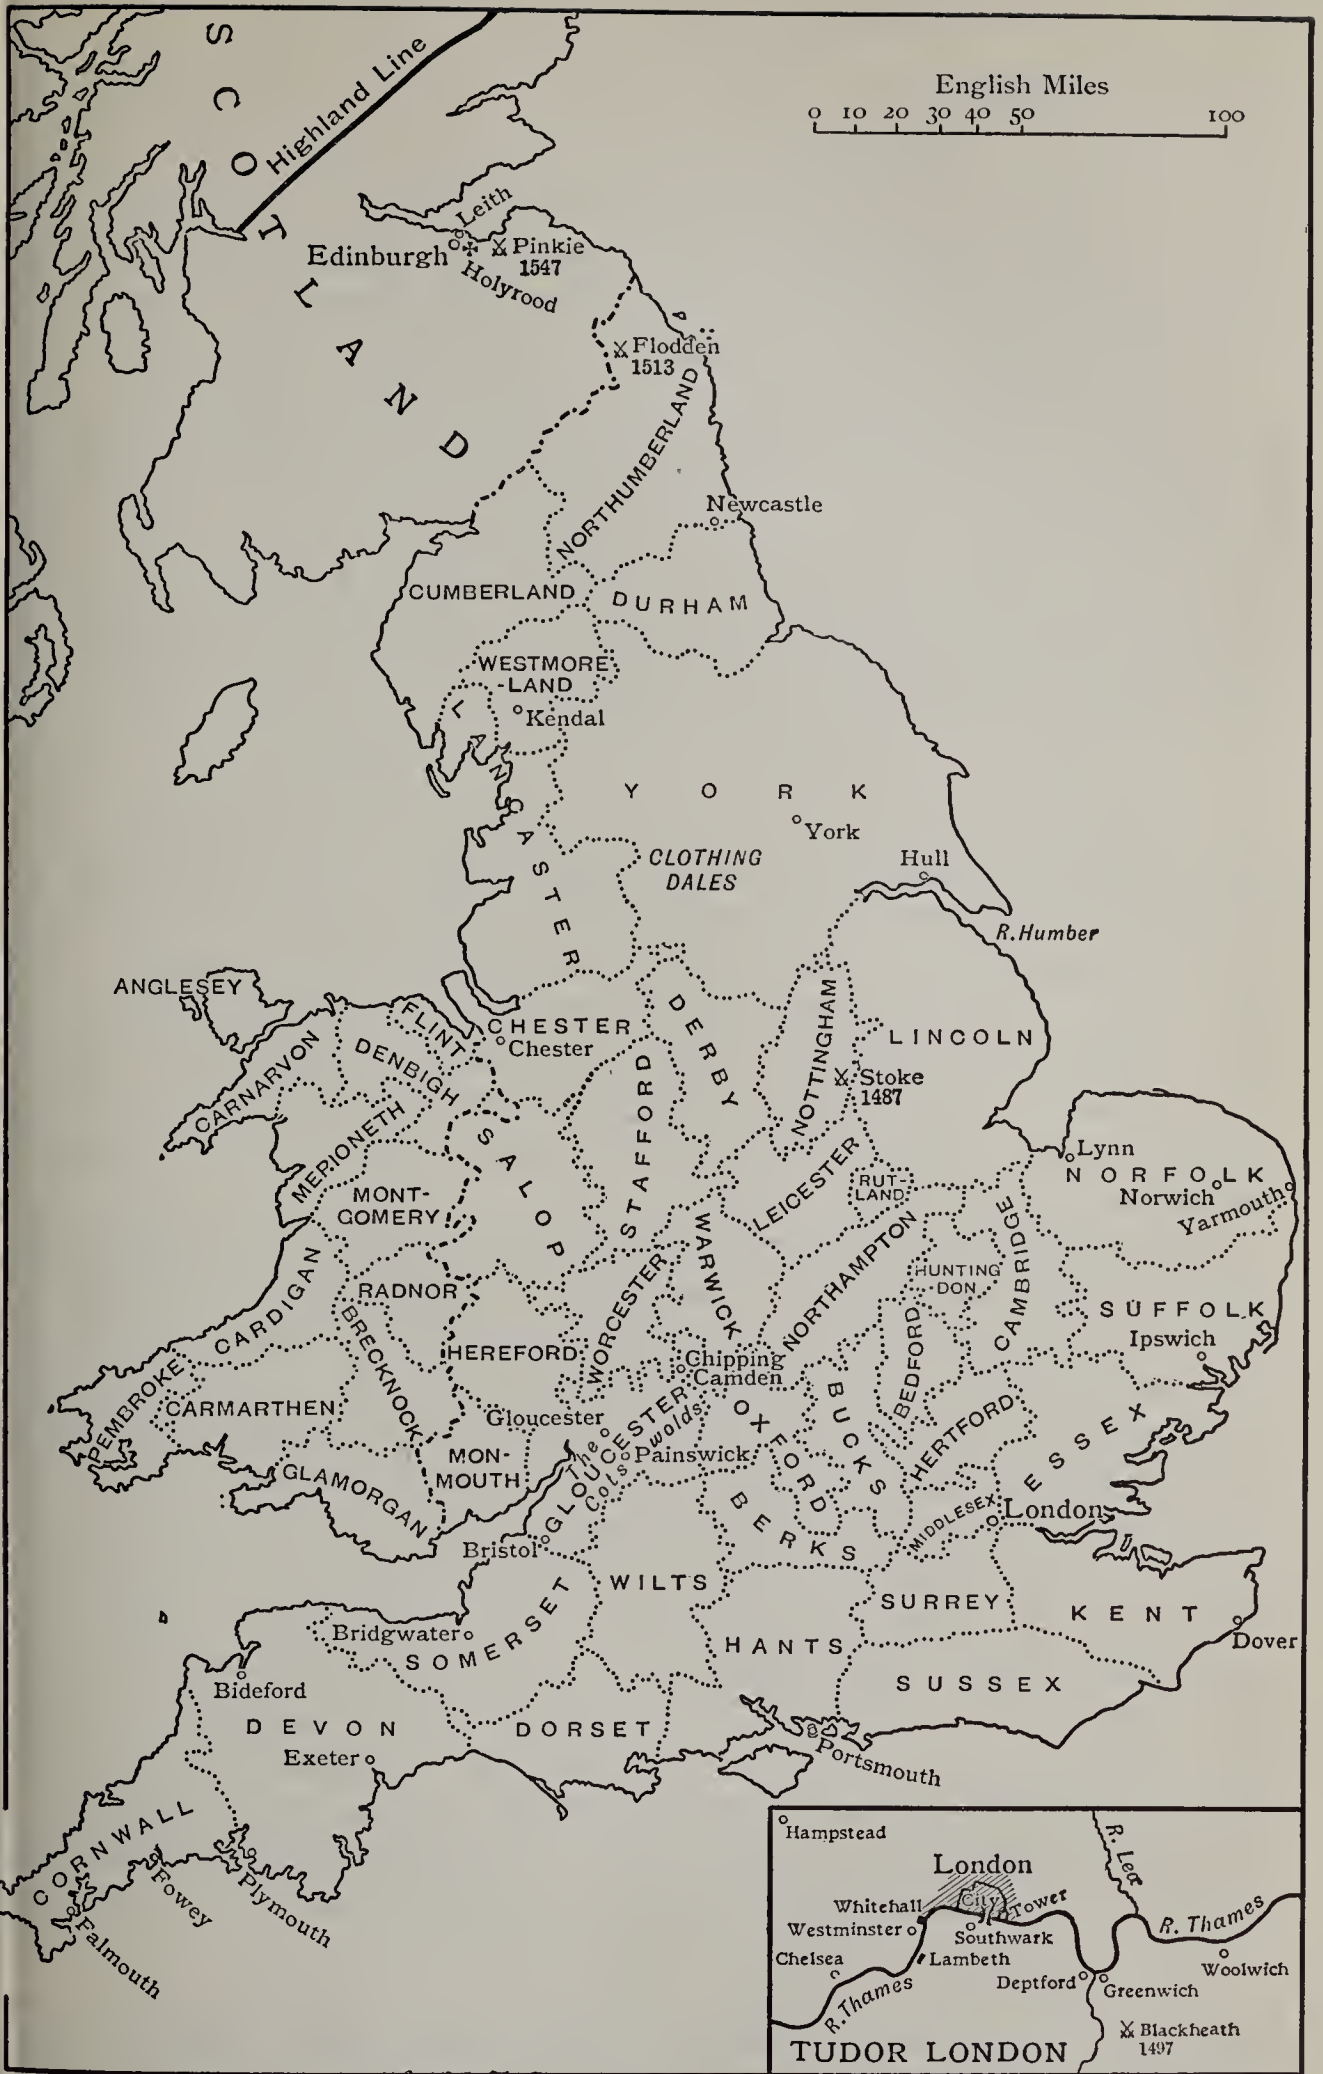 English Miles
0 10 20 30 40 50 100
SCOTLAND
Highland Line
Leith
Edinburgh
Holyrood
Pinkie
1547
Flodden
1513
NORTHUMBERLAND
Newcastle
CUMBERLAND
DURHAM
WESTMORE
-LAND
Kendal
LANCASTER
YORK
York
CLOTHING
DALES
Hull
R. Humber
ANGLESEY
FLINT
CHESTER
Chester
CARNARVON
DENBIGH
DERBY
NOTTINGHAM
LINCOLN
Stoke
1487
STAFFORD
MERIONETH
SALOP
MONT-
GOMERY
LEICESTER
RUT-
LAND
Lynn
NORFOLK
Norwich
Yarmouth
CARDIGAN
RADNOR
WORCESTER
WARWICK
NORTHAMPTON
HUNTING
DON
CAMBRIDGE
SUFFOLK
Ipswich
BRECKNOCK
HEREFORD
Chipping
Camden
BEDFORD
PEMBROKE
CARMARTHEN
Gloucester
GLOUCESTER
The
Cotswolds
Painswick
OXFORD
BUCKS
HERTFORD
ESSEX
MON-
MOUTH
GLAMORGAN
BERKS
MIDDLESEX
London
Bristol
WILTS
SURREY
KENT
Dover
Bridgwater
SOMERSET
HANTS
SUSSEX
Bideford
DEVON
DORSET
Exeter
Portsmouth
CORNWALL
Plymouth
Fowey
Falmouth
Hampstead
R. Lea
London
City
Tower
Whitehall
Westminster
Southwark
R. Thames
Chelsea
Lambeth
Deptford
Greenwich
Woolwich
R. Thames
Blackheath
1497
TUDOR LONDON